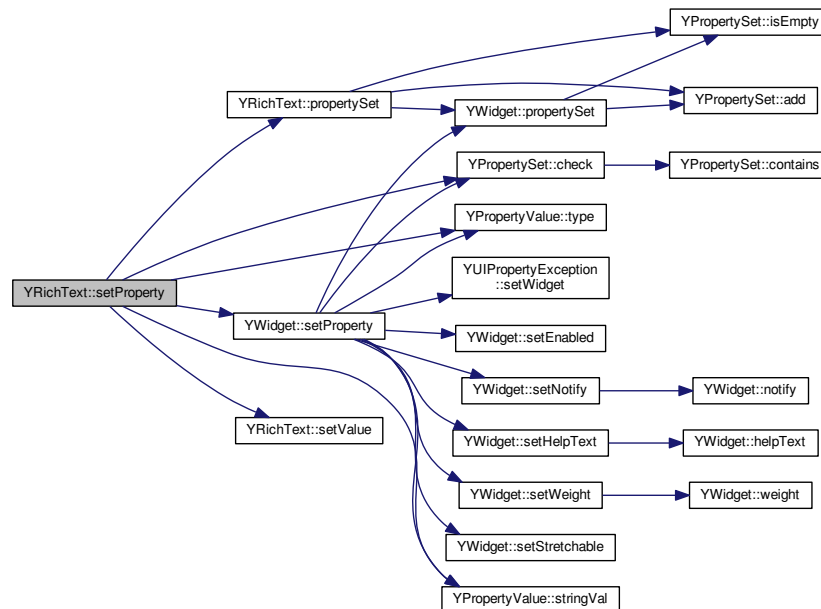 YPropertySet::isEmpty
YRichText::propertySet
YPropertySet::add
YWidget::propertySet
YPropertySet::check
YPropertySet::contains
YPropertyValue::type
YUIPropertyException
::setWidget
YRichText::setProperty
YWidget::setProperty
YWidget::setEnabled
YWidget::setNotify
YWidget::notify
YRichText::setValue
YWidget::setHelpText
YWidget::helpText
YWidget::setWeight
YWidget::weight
YWidget::setStretchable
YPropertyValue::stringVal